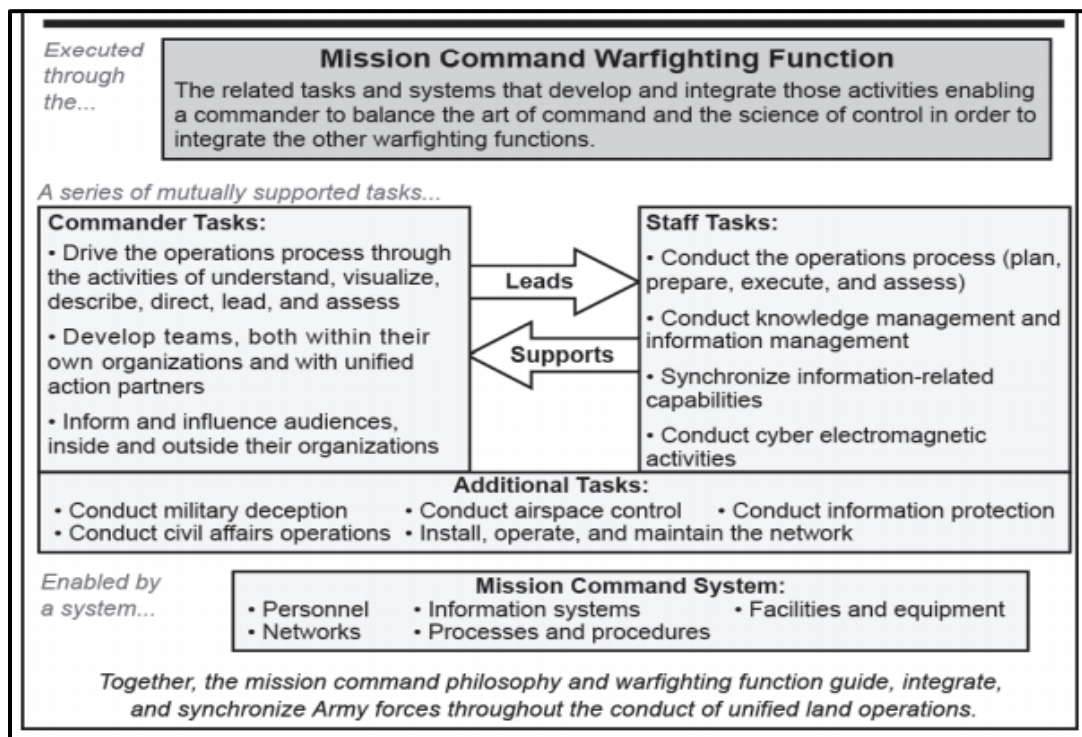 Executed
through
the...
Mission Command Warfighting Function
The related tasks and systems that develop and integrate those activities enabling
a commander to balance the art of command and the science of control in order to
integrate the other warfighting functions.
A series of mutually supported tasks...
Commander Tasks:
• Drive the operations process through
the activities of understand, visualize,
describe, direct, lead, and assess
• Develop teams, both within their
own organizations and with unified
action partners
• Inform and influence audiences,
inside and outside their organizations
Leads
Supports
Staff Tasks:
• Conduct the operations process (plan,
prepare, execute, and assess)
• Conduct knowledge management and
information management
• Synchronize information-related
capabilities
• Conduct cyber electromagnetic
activities
Additional Tasks:
• Conduct military deception • Conduct airspace control • Conduct information protection
• Conduct civil affairs operations • Install, operate, and maintain the network
Enabled by
a system...
Mission Command System:
• Personnel • Information systems • Facilities and equipment
• Networks • Processes and procedures
Together, the mission command philosophy and warfighting function guide, integrate,
and synchronize Army forces throughout the conduct of unified land operations.